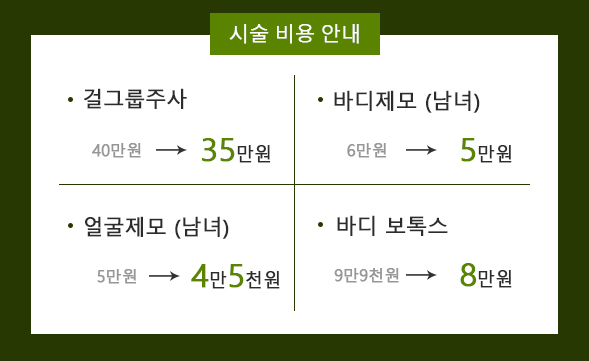 시술 비용 안내
• 걸그룹주사
40만원 → 35만원
• 바디제모 (남녀)
6만원 → 5만원
• 얼굴제모 (남녀)
5만원 → 4만5천원
• 바디 보톡스
9만9천원 → 8만원